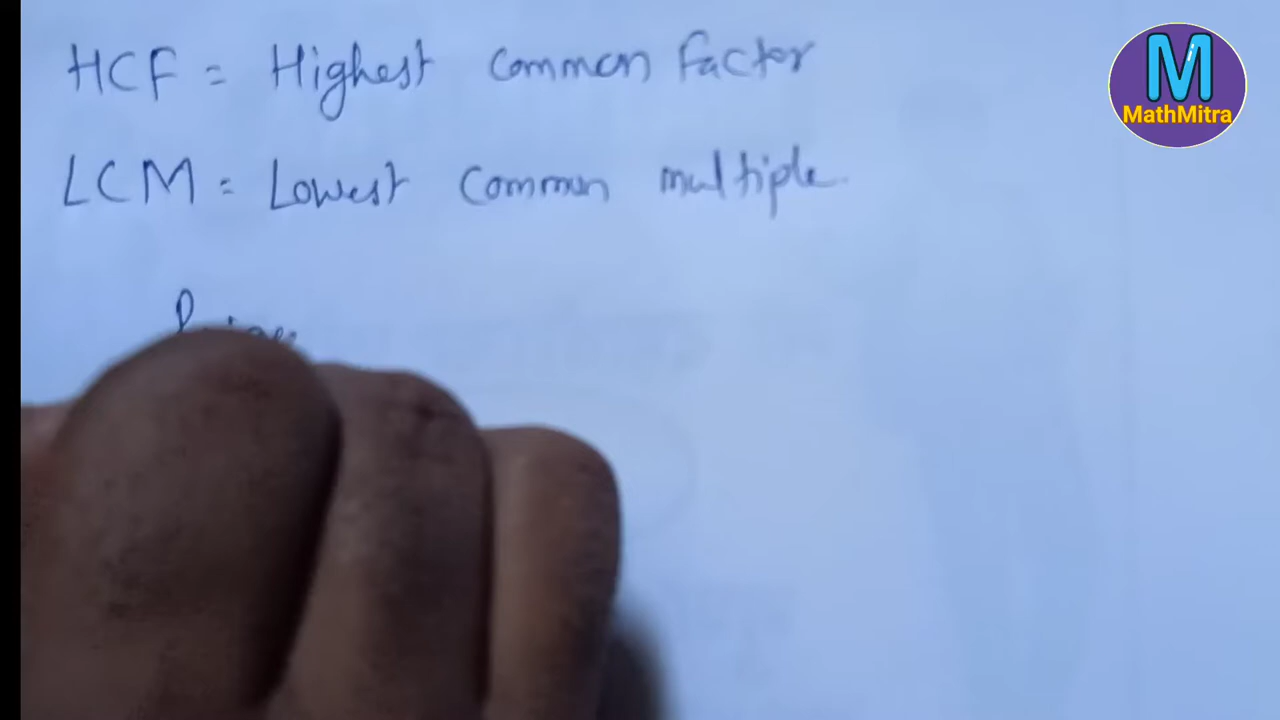 HCF = Highest common Factor
LCM = Lowest common multiple
M
MathMitra